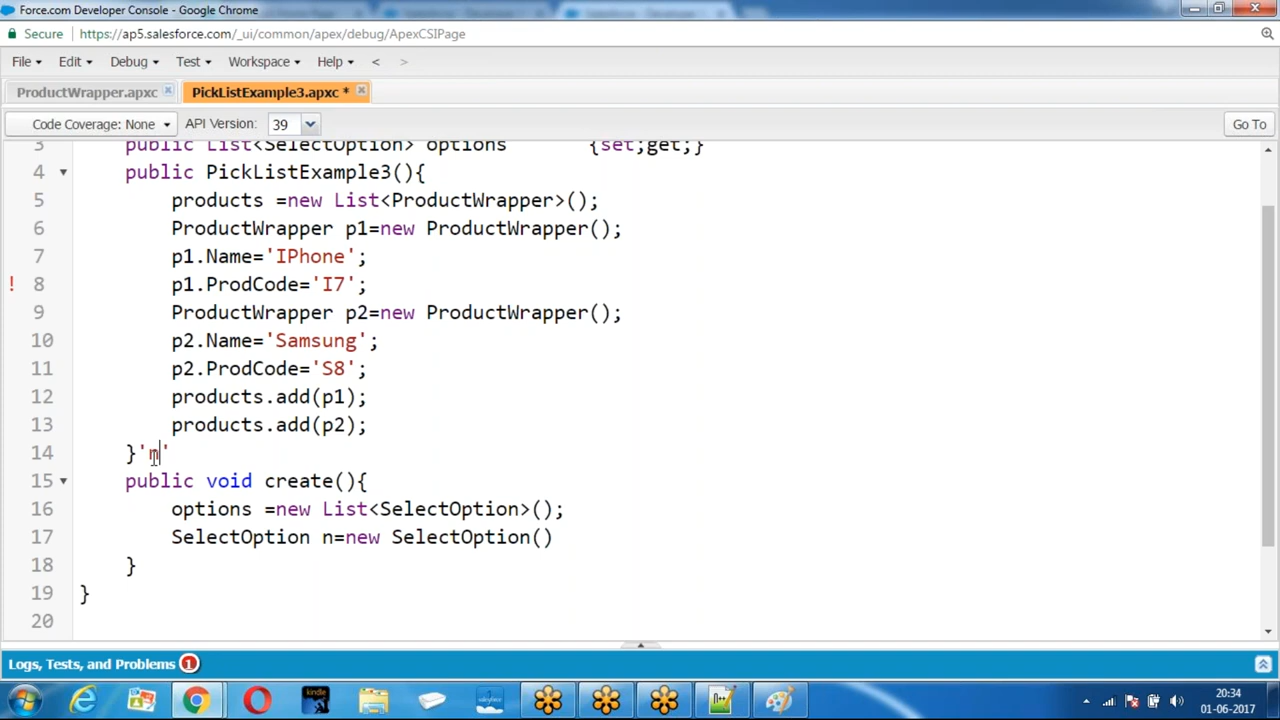 Force.com Developer Console - Google Chrome
Secure https://ap5.salesforce.com/_ui/common/apex/debug/ApexCSIPage
File Edit Debug Test Workspace Help < >
ProductWrapper.apxc PickListExample3.apxc *
Code Coverage: None API Version: 39 Go To
3 public List<SelectOption> options {set;get;}
4 public PickListExample3(){
5 products =new List<ProductWrapper>();
6 ProductWrapper p1=new ProductWrapper();
7 p1.Name='IPhone';
! 8 p1.ProdCode='I7';
9 ProductWrapper p2=new ProductWrapper();
10 p2.Name='Samsung';
11 p2.ProdCode='S8';
12 products.add(p1);
13 products.add(p2);
14 }'n'
15 public void create(){
16 options =new List<SelectOption>();
17 SelectOption n=new SelectOption()
18 }
19 }
20
Logs, Tests, and Problems 1
kindle
20:34
01-06-2017